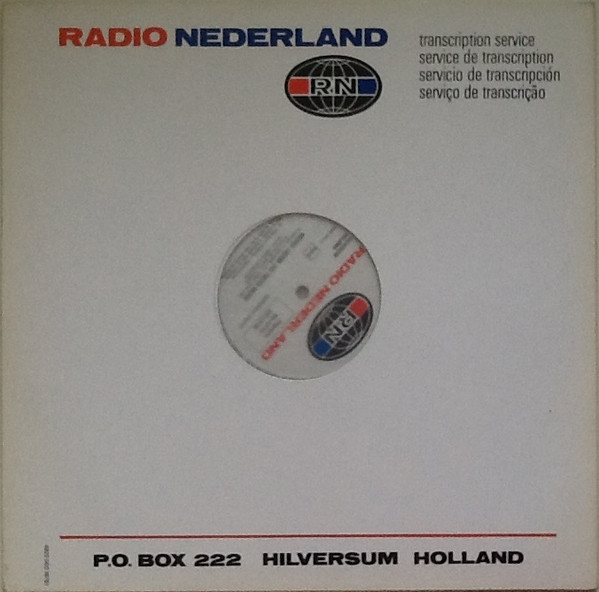 RADIO NEDERLAND
RN
transcription service
service de transcription
servicio de transcripción
serviço de transcrição
RADIO NEDERLAND
RN
P.O. BOX 222 HILVERSUM HOLLAND